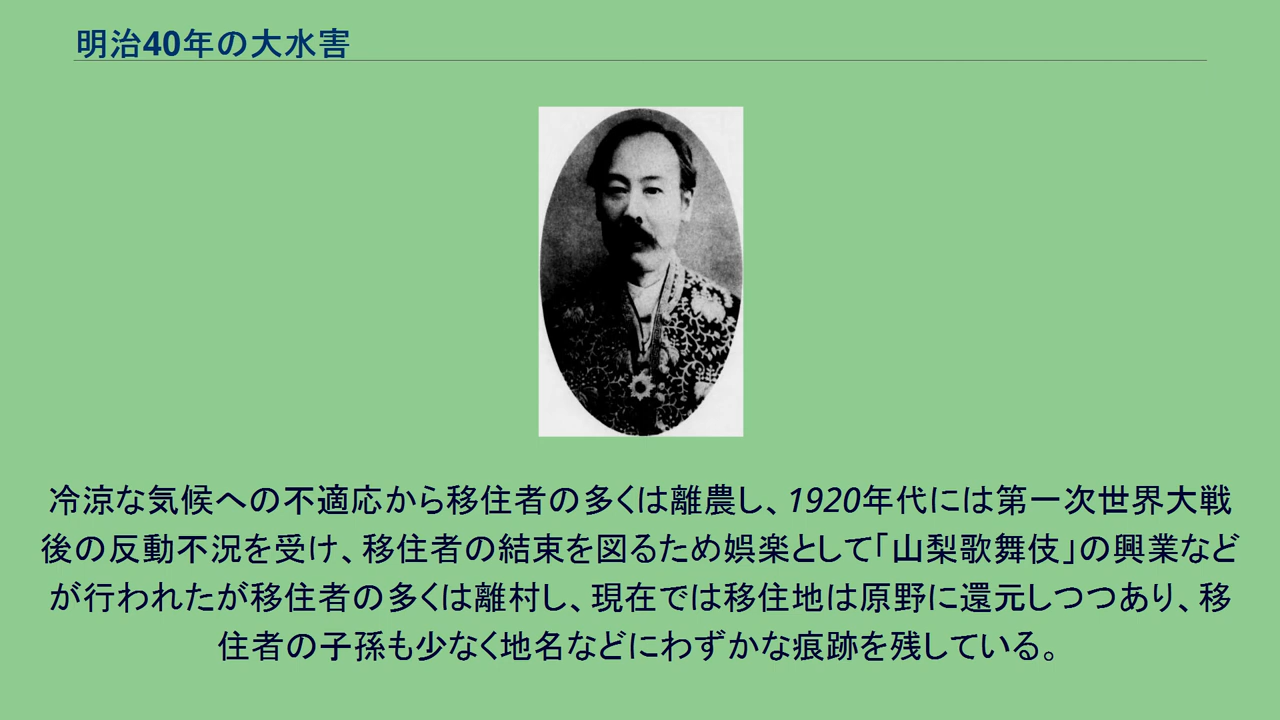 明治40年の大水害
冷涼な気候への不適応から移住者の多くは離農し、1920年代には第一次世界大戦
後の反動不況を受け、移住者の結束を図るため娯楽として「山梨歌舞伎」の興業など
が行われたが移住者の多くは離村し、現在では移住地は原野に還元しつつあり、移
住者の子孫も少なく地名などにわずかな痕跡を残している。